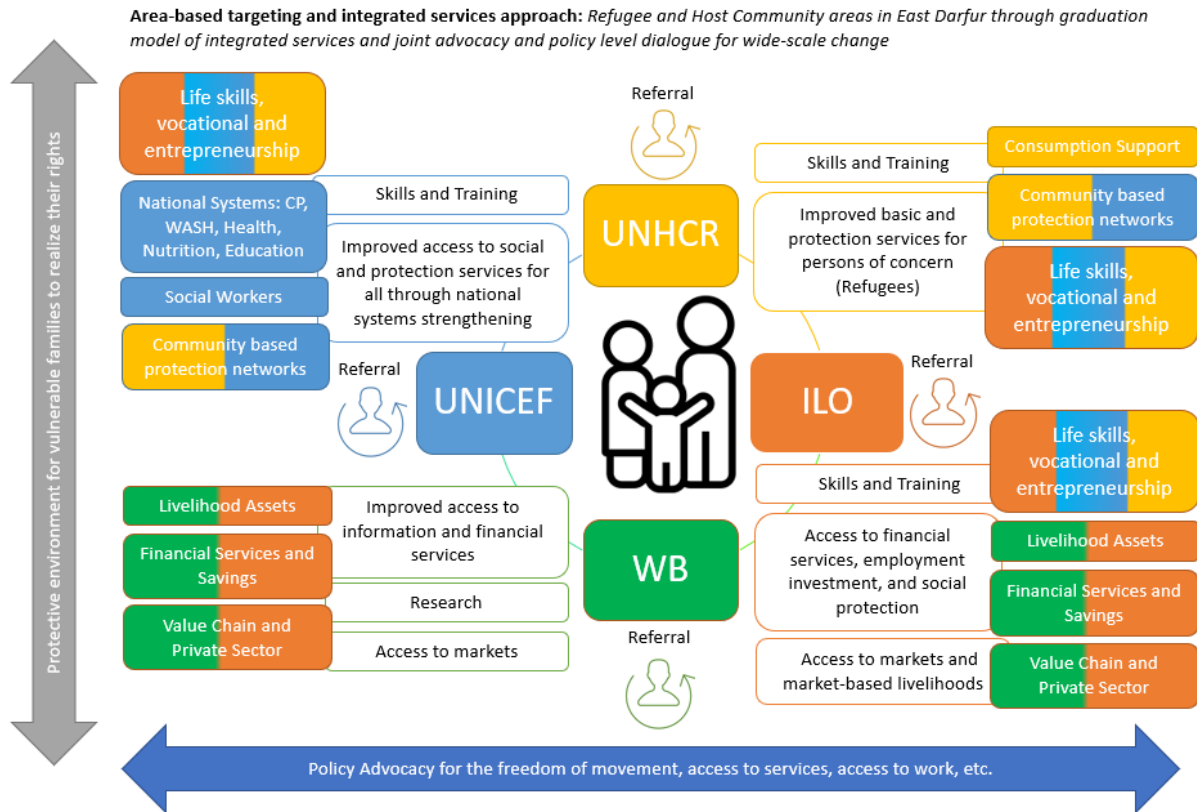 Area-based targeting and integrated services approach: Refugee and Host Community areas in East Darfur through graduation
model of integrated services and joint advocacy and policy level dialogue for wide-scale change
Protective environment for vulnerable families to realize their rights
Life skills,
vocational and
entrepreneurship
National Systems: CP,
WASH, Health,
Nutrition, Education
Social Workers
Community based
protection networks
Skills and Training
Improved access to social
and protection services for
all through national
systems strengthening
Referral
UNICEF
Referral
UNHCR
Skills and Training
Improved basic and
protection services for
persons of concern
(Refugees)
Consumption Support
Community based
protection networks
Life skills,
vocational and
entrepreneurship
ILO
Referral
Livelihood Assets
Financial Services and
Savings
Value Chain and
Private Sector
Improved access to
information and financial
services
Research
Access to markets
WB
Referral
Skills and Training
Access to financial
services, employment
investment, and social
protection
Access to markets and
market-based livelihoods
Life skills,
vocational and
entrepreneurship
Livelihood Assets
Financial Services and
Savings
Value Chain and
Private Sector
Policy Advocacy for the freedom of movement, access to services, access to work, etc.